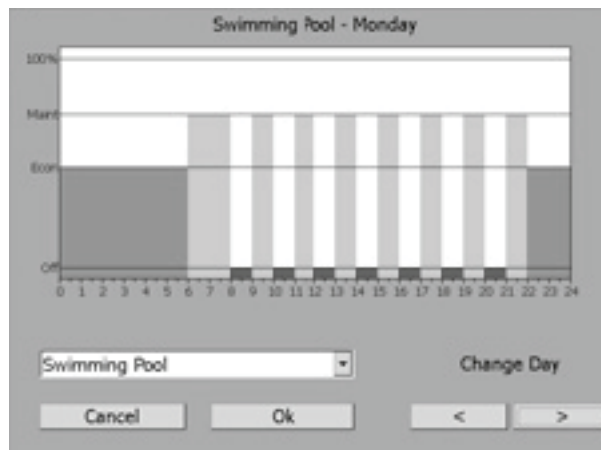 Swimming Pool - Monday
100%
Maint
Econ
Off
0 1 2 3 4 5 6 7 8 9 10 11 12 13 14 15 16 17 18 19 20 21 22 23 24
Swimming Pool
Change Day
Cancel Ok < >